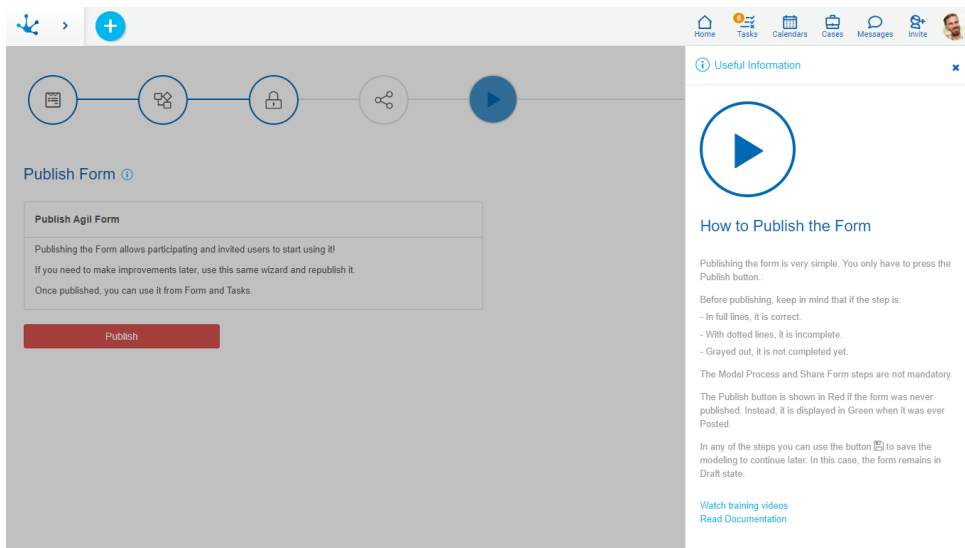 8
Home
Tasks
Calendars
Cases
Messages
Invite
Useful Information
Publish Form
Publish Agil Form
Publishing the Form allows participating and invited users to start using it!
If you need to make improvements later, use this same wizard and republish it.
Once published, you can use it from Form and Tasks.
Publish
How to Publish the Form
Publishing the form is very simple. You only have to press the
Publish button.:
Before publishing, keep in mind that if the step is:
- In full lines, it is correct.
- With dotted lines, it is incomplete.
- Grayed out, it is not completed yet.
The Model Process and Share Form steps are not mandatory.
The Publish button is shown in Red if the form was never
published. Instead, it is displayed in Green when it was ever
Posted.
In any of the steps you can use the button to save the
modeling to continue later. In this case, the form remains in
Draft state.
Watch training videos
Read Documentation